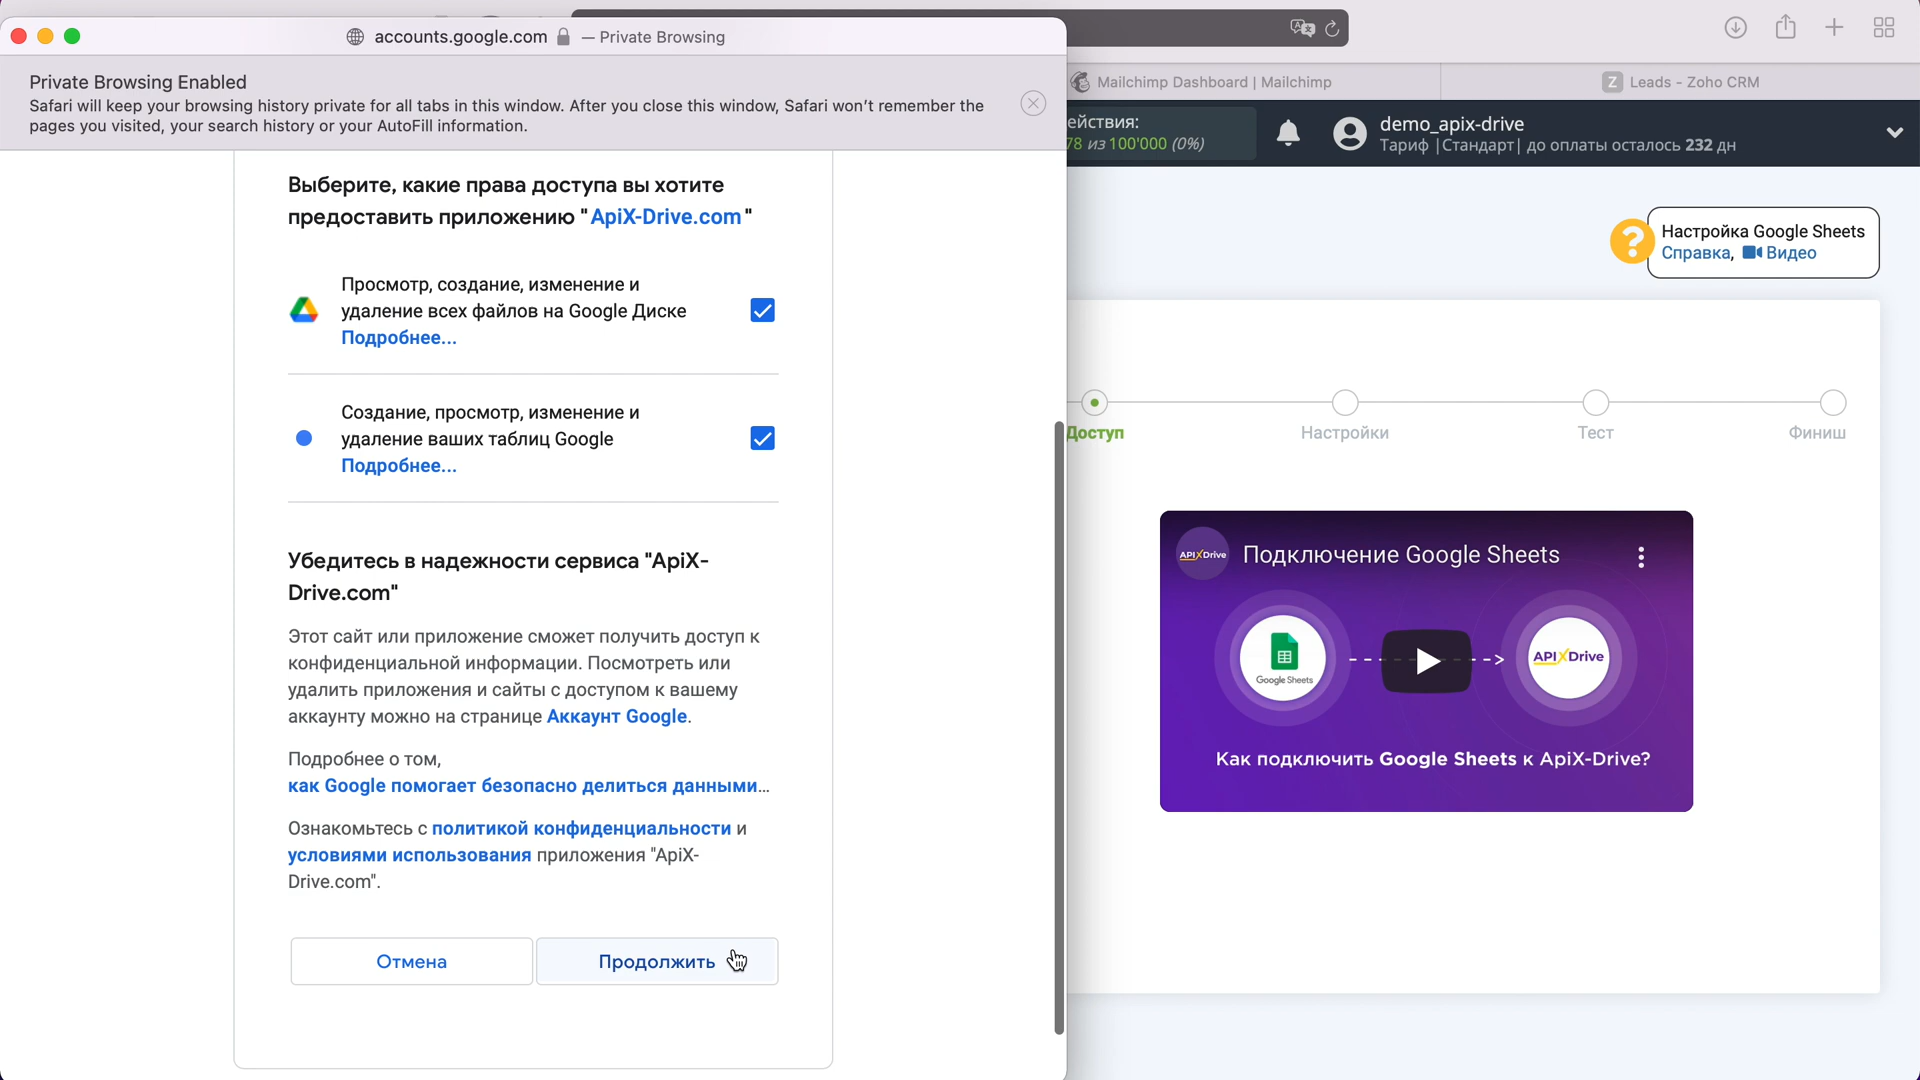 accounts.google.com — Private Browsing
Private Browsing Enabled
Safari will keep your browsing history private for all tabs in this window. After you close this window, Safari won't remember the
pages you visited, your search history or your AutoFill information.
Выберите, какие права доступа вы хотите
предоставить приложению "ApiX-Drive.com"
Просмотр, создание, изменение и
удаление всех файлов на Google Диске
Подробнее...
Создание, просмотр, изменение и
удаление ваших таблиц Google
Подробнее...
Убедитесь в надежности сервиса "ApiX-
Drive.com"
Этот сайт или приложение сможет получить доступ к
конфиденциальной информации. Посмотреть или
удалить приложения и сайты с доступом к вашему
аккаунту можно на странице Аккаунт Google.
Подробнее о том,
как Google помогает безопасно делиться данными...
Ознакомьтесь с политикой конфиденциальности и
условиями использования приложения "ApiX-
Drive.com".
Отмена
Продолжить
Mailchimp Dashboard | Mailchimp
Z Leads - Zoho CRM
ействия:
78 из 100'000 (0%)
demo_apix-drive
Тариф |Стандарт| до оплаты осталось 232 дн
? Настройка Google Sheets
Справка, Видео
Доступ
Настройки
Тест
Финиш
APIXDrive
Подключение Google Sheets
Google Sheets
APIXDrive
Как подключить Google Sheets к ApiX-Drive?